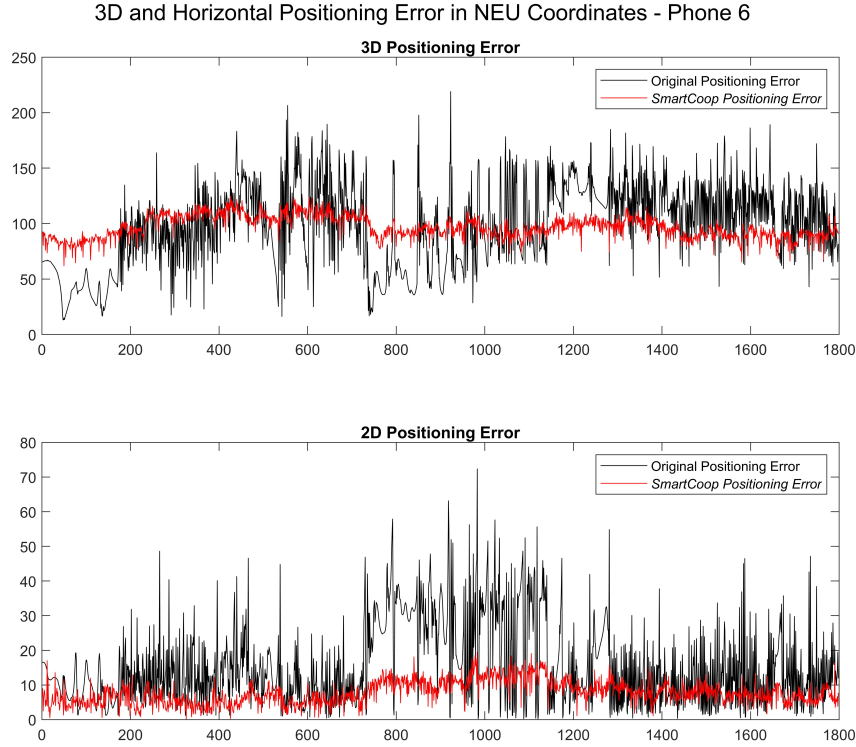 3D and Horizontal Positioning Error in NEU Coordinates - Phone 6
3D Positioning Error
250
200
150
100
50
0
Original Positioning Error
SmartCoop Positioning Error
0 200 400 600 800 1000 1200 1400 1600 1800
2D Positioning Error
80
70
60
50
40
30
20
10
0
Original Positioning Error
SmartCoop Positioning Error
0 200 400 600 800 1000 1200 1400 1600 1800